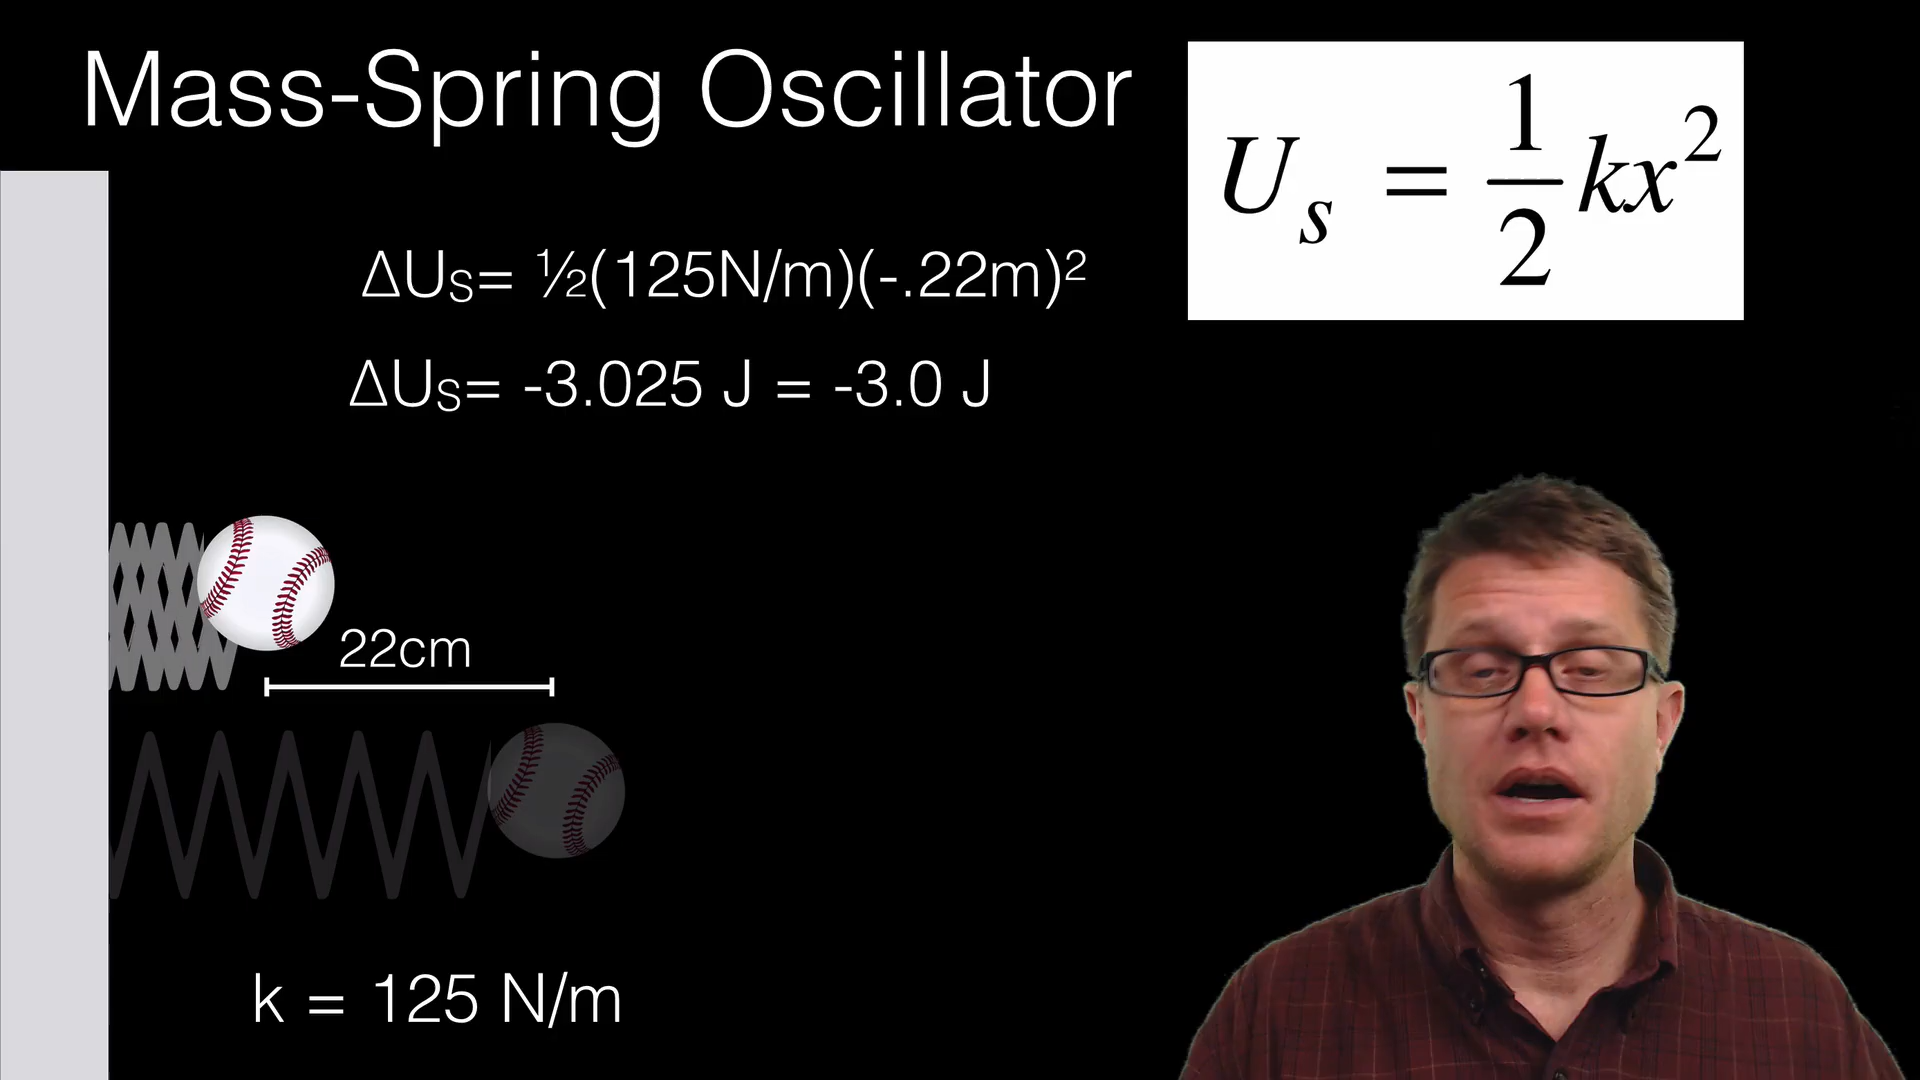 Mass-Spring Oscillator
U_s = \frac{1}{2}kx^2
ΔUₛ= ½(125N/m)(-.22m)²
ΔUₛ= -3.025 J = -3.0 J
22cm
k = 125 N/m